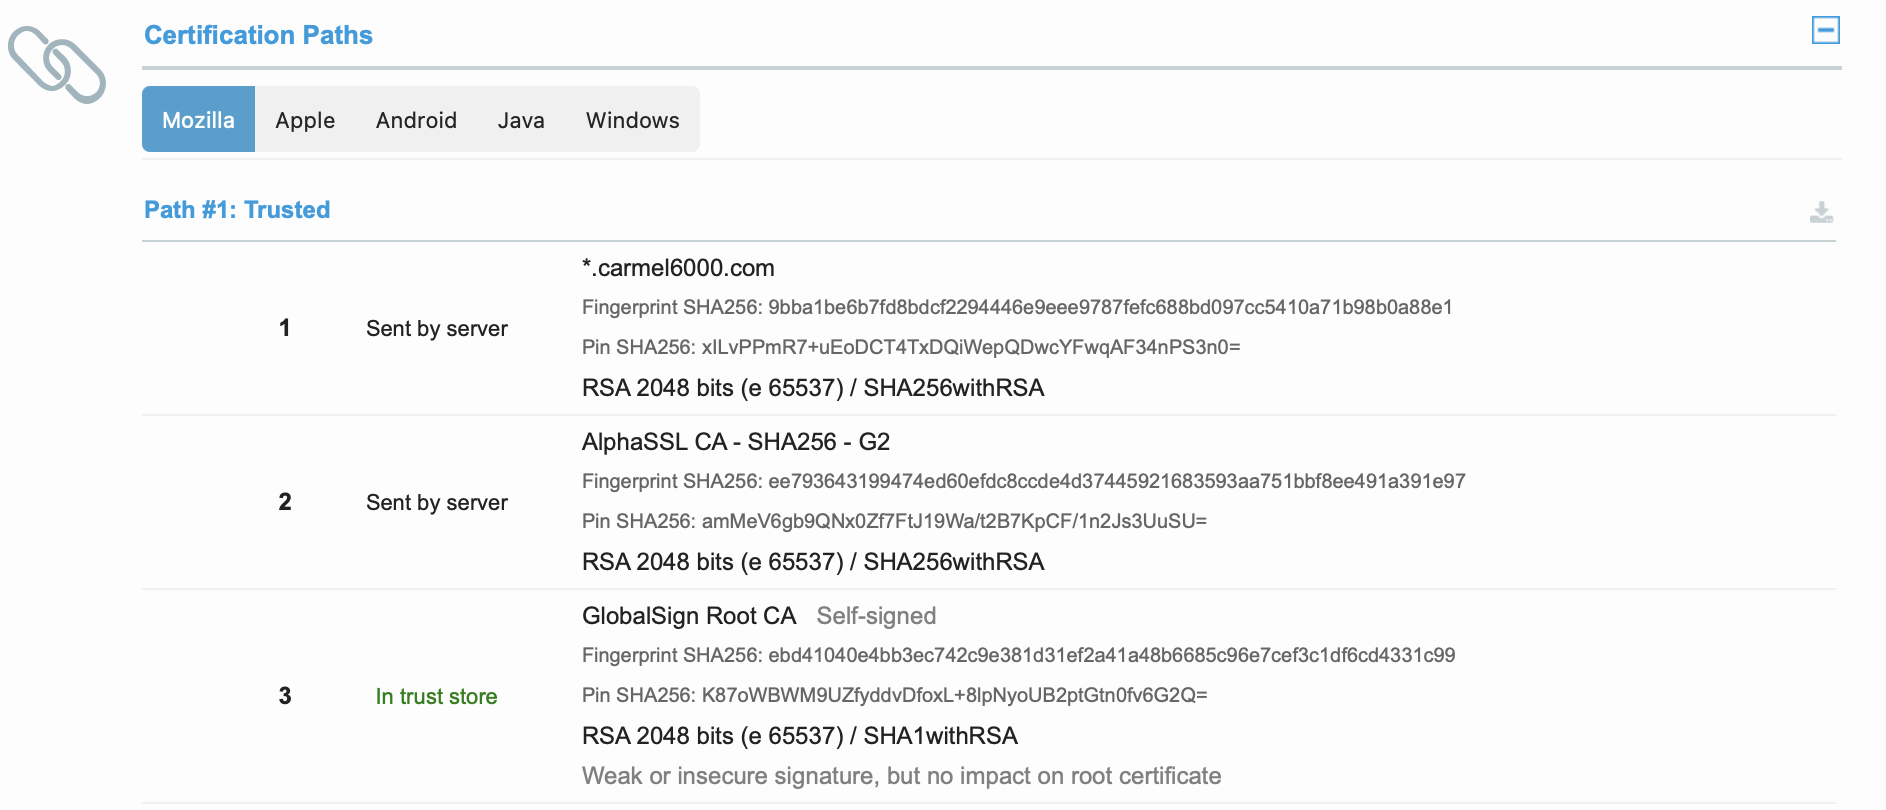 Certification Paths
Mozilla Apple Android Java Windows
Path #1: Trusted
*.carmel6000.com
Fingerprint SHA256: 9bba1be6b7fd8bdcf2294446e9eee9787fefc688bd097cc5410a71b98b0a88e1
1 Sent by server
Pin SHA256: xILvPPmR7+uEoDCT4TxDQiWepQDwcYFwqAF34nPS3n0=
RSA 2048 bits (e 65537) / SHA256withRSA
AlphaSSL CA - SHA256 - G2
Fingerprint SHA256: ee793643199474ed60efdc8ccde4d37445921683593aa751bbf8ee491a391e97
2 Sent by server
Pin SHA256: amMeV6gb9QNx0Zf7FtJ19Wa/t2B7KpCF/1n2Js3UuSU=
RSA 2048 bits (e 65537) / SHA256withRSA
GlobalSign Root CA Self-signed
Fingerprint SHA256: ebd41040e4bb3ec742c9e381d31ef2a41a48b6685c96e7cef3c1df6cd4331c99
3 In trust store
Pin SHA256: K87oWBWM9UZfyddvDfoxL+8lpNyoUB2ptGtn0fv6G2Q=
RSA 2048 bits (e 65537) / SHA1withRSA
Weak or insecure signature, but no impact on root certificate